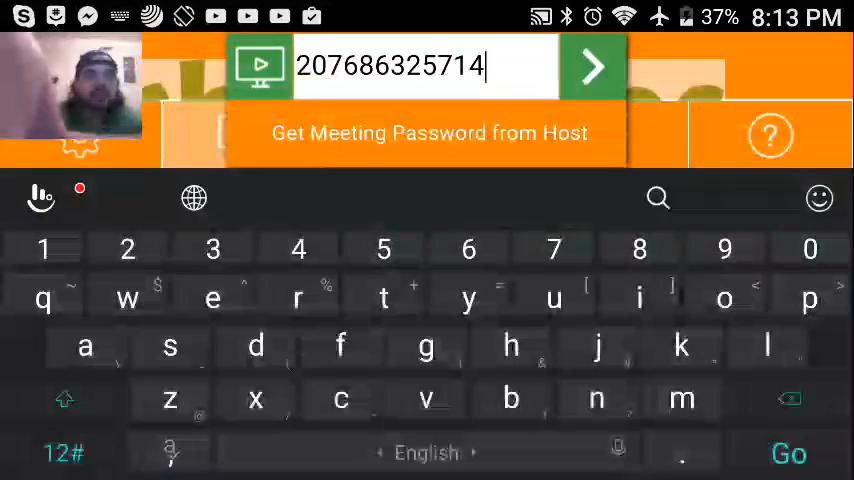 37% 8:13 PM
207686325714
Get Meeting Password from Host
?
1 2 3 4 5 6 7 8 9 0
q ~ w $ e ^ r % t + y = u [ i ] o < p >
a s d f g h & j k l
z @ x c v b n m
12# , English .
Go